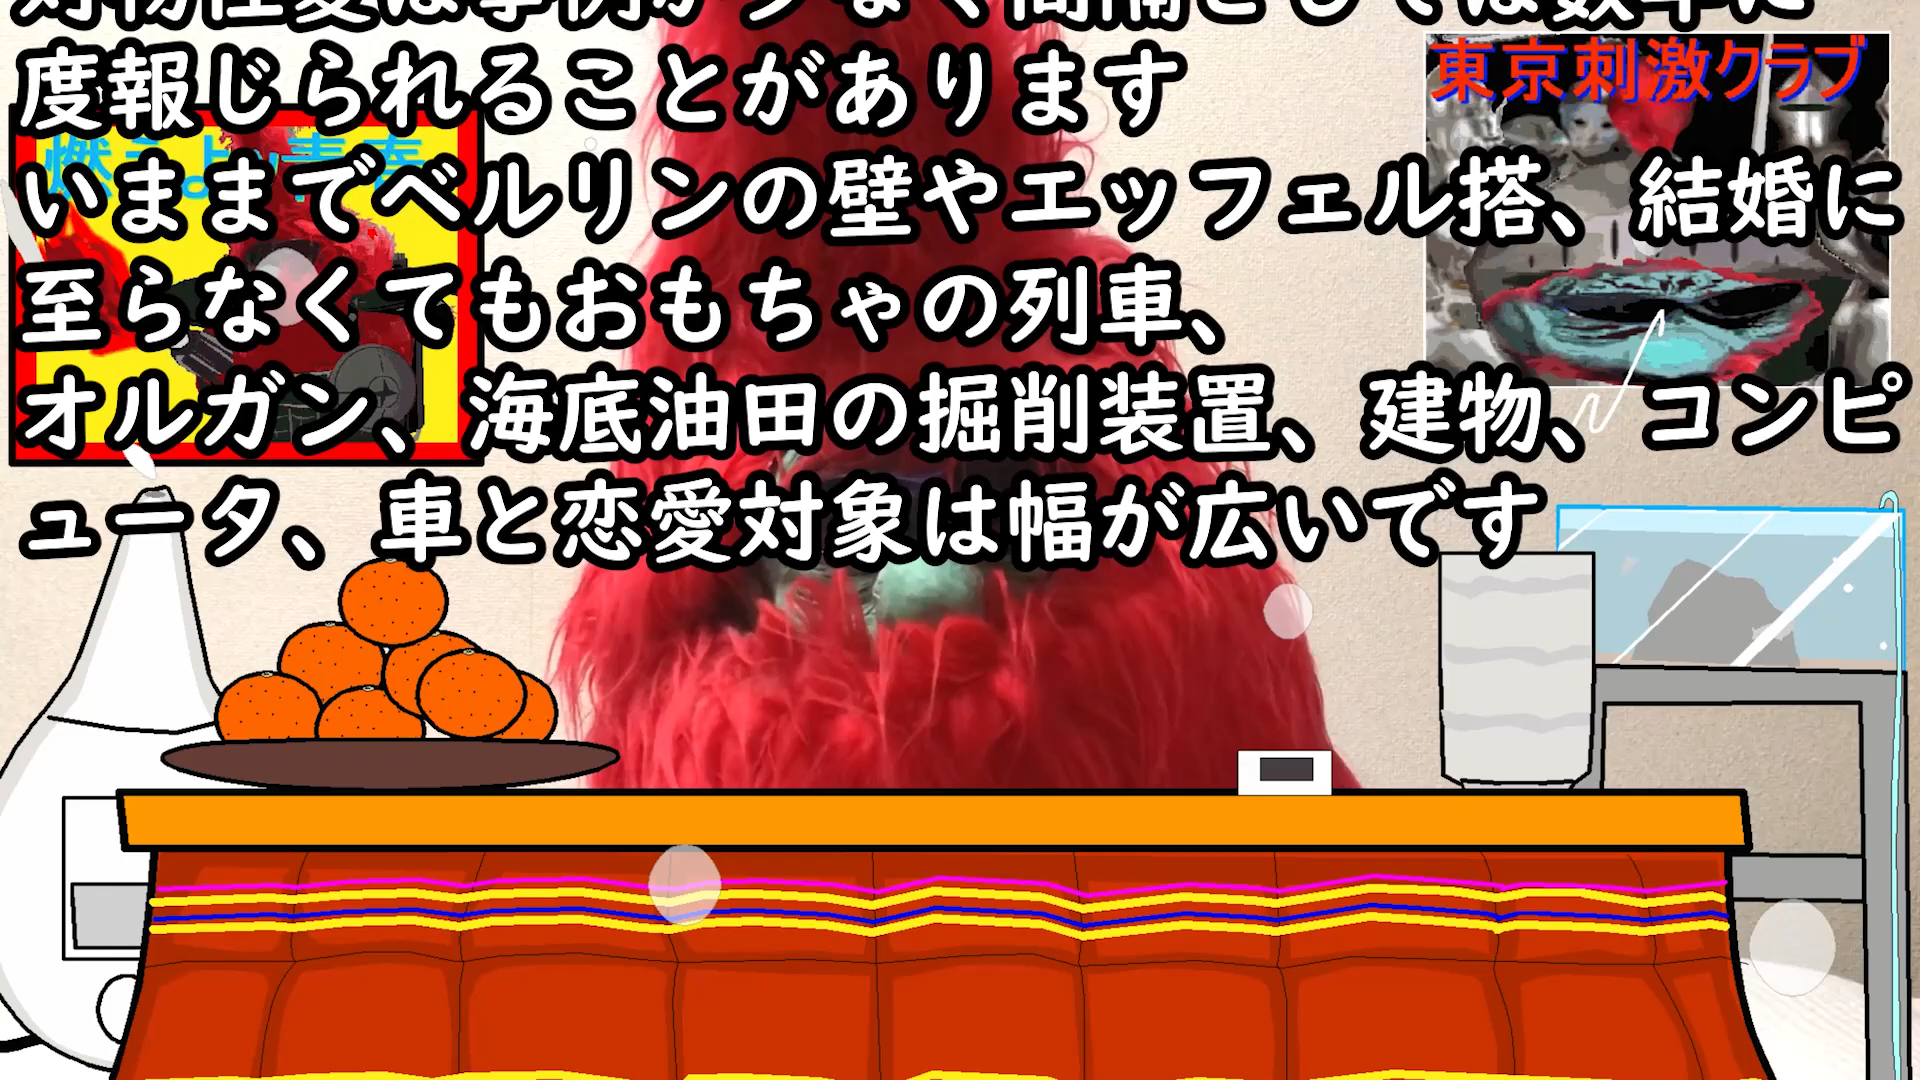 度報じられることがあります
いままでベルリンの壁やエッフェル搭、結婚に
至らなくてもおもちゃの列車、
オルガン、海底油田の掘削装置、建物、コンピ
ュータ、車と恋愛対象は幅が広いです
東京刺激クラブ